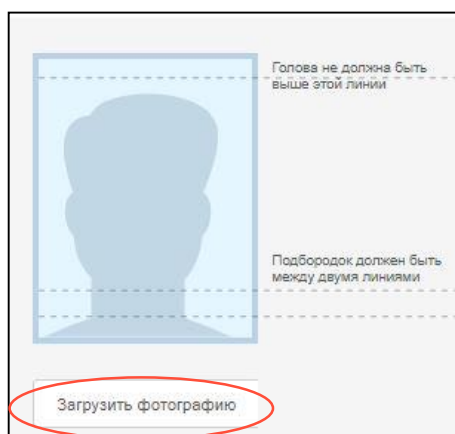 Голова не должна быть
выше этой линии
Подбородок должен быть
между двумя линиями
Загрузить фотографию